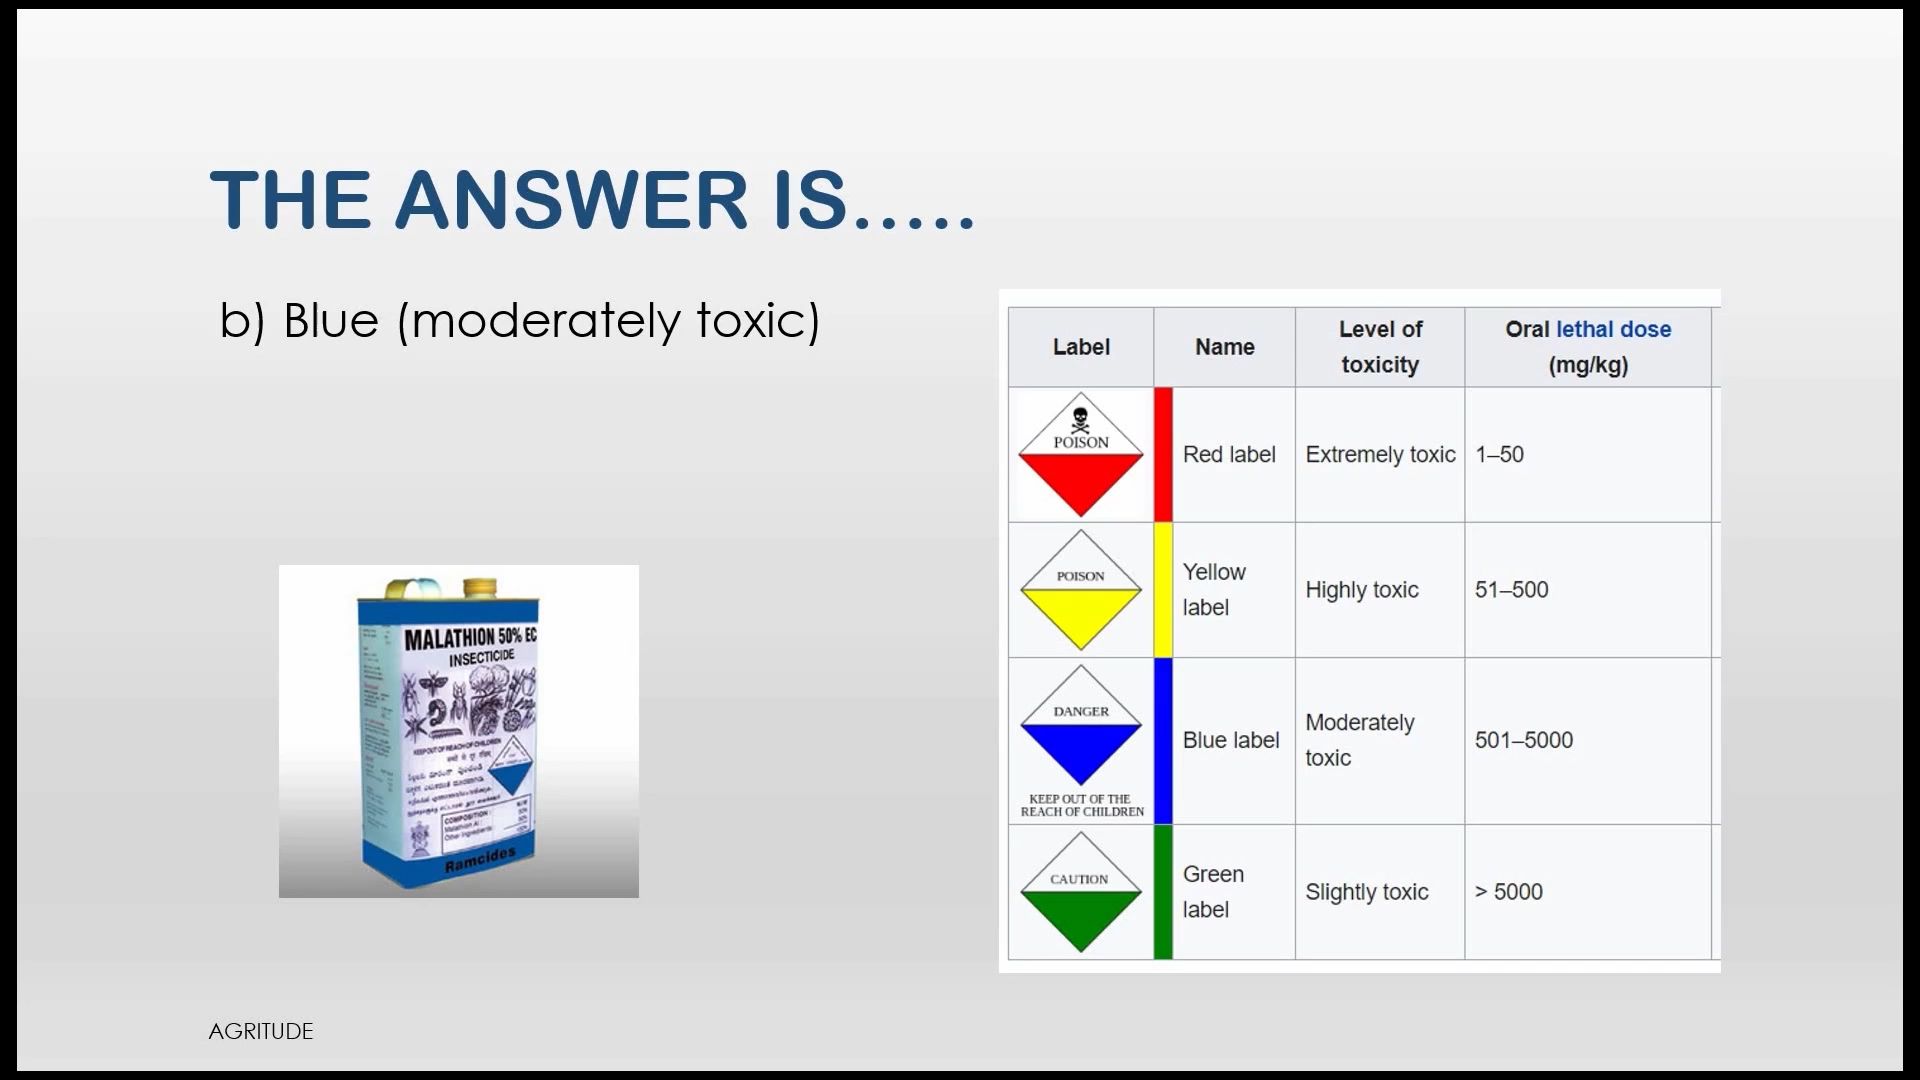 THE ANSWER IS.....
b) Blue (moderately toxic)
Label Name Level of toxicity Oral lethal dose (mg/kg)
POISON
Red label Extremely toxic 1–50
POISON
Yellow label Highly toxic 51–500
DANGER
KEEP OUT OF THE
REACH OF CHILDREN
Blue label Moderately toxic 501–5000
CAUTION
Green label Slightly toxic > 5000
MALATHION 50% EC
INSECTICIDE
KEEP OUT OF REACH OF CHILDREN
COMPOSITION :
Ramcides
AGRITUDE